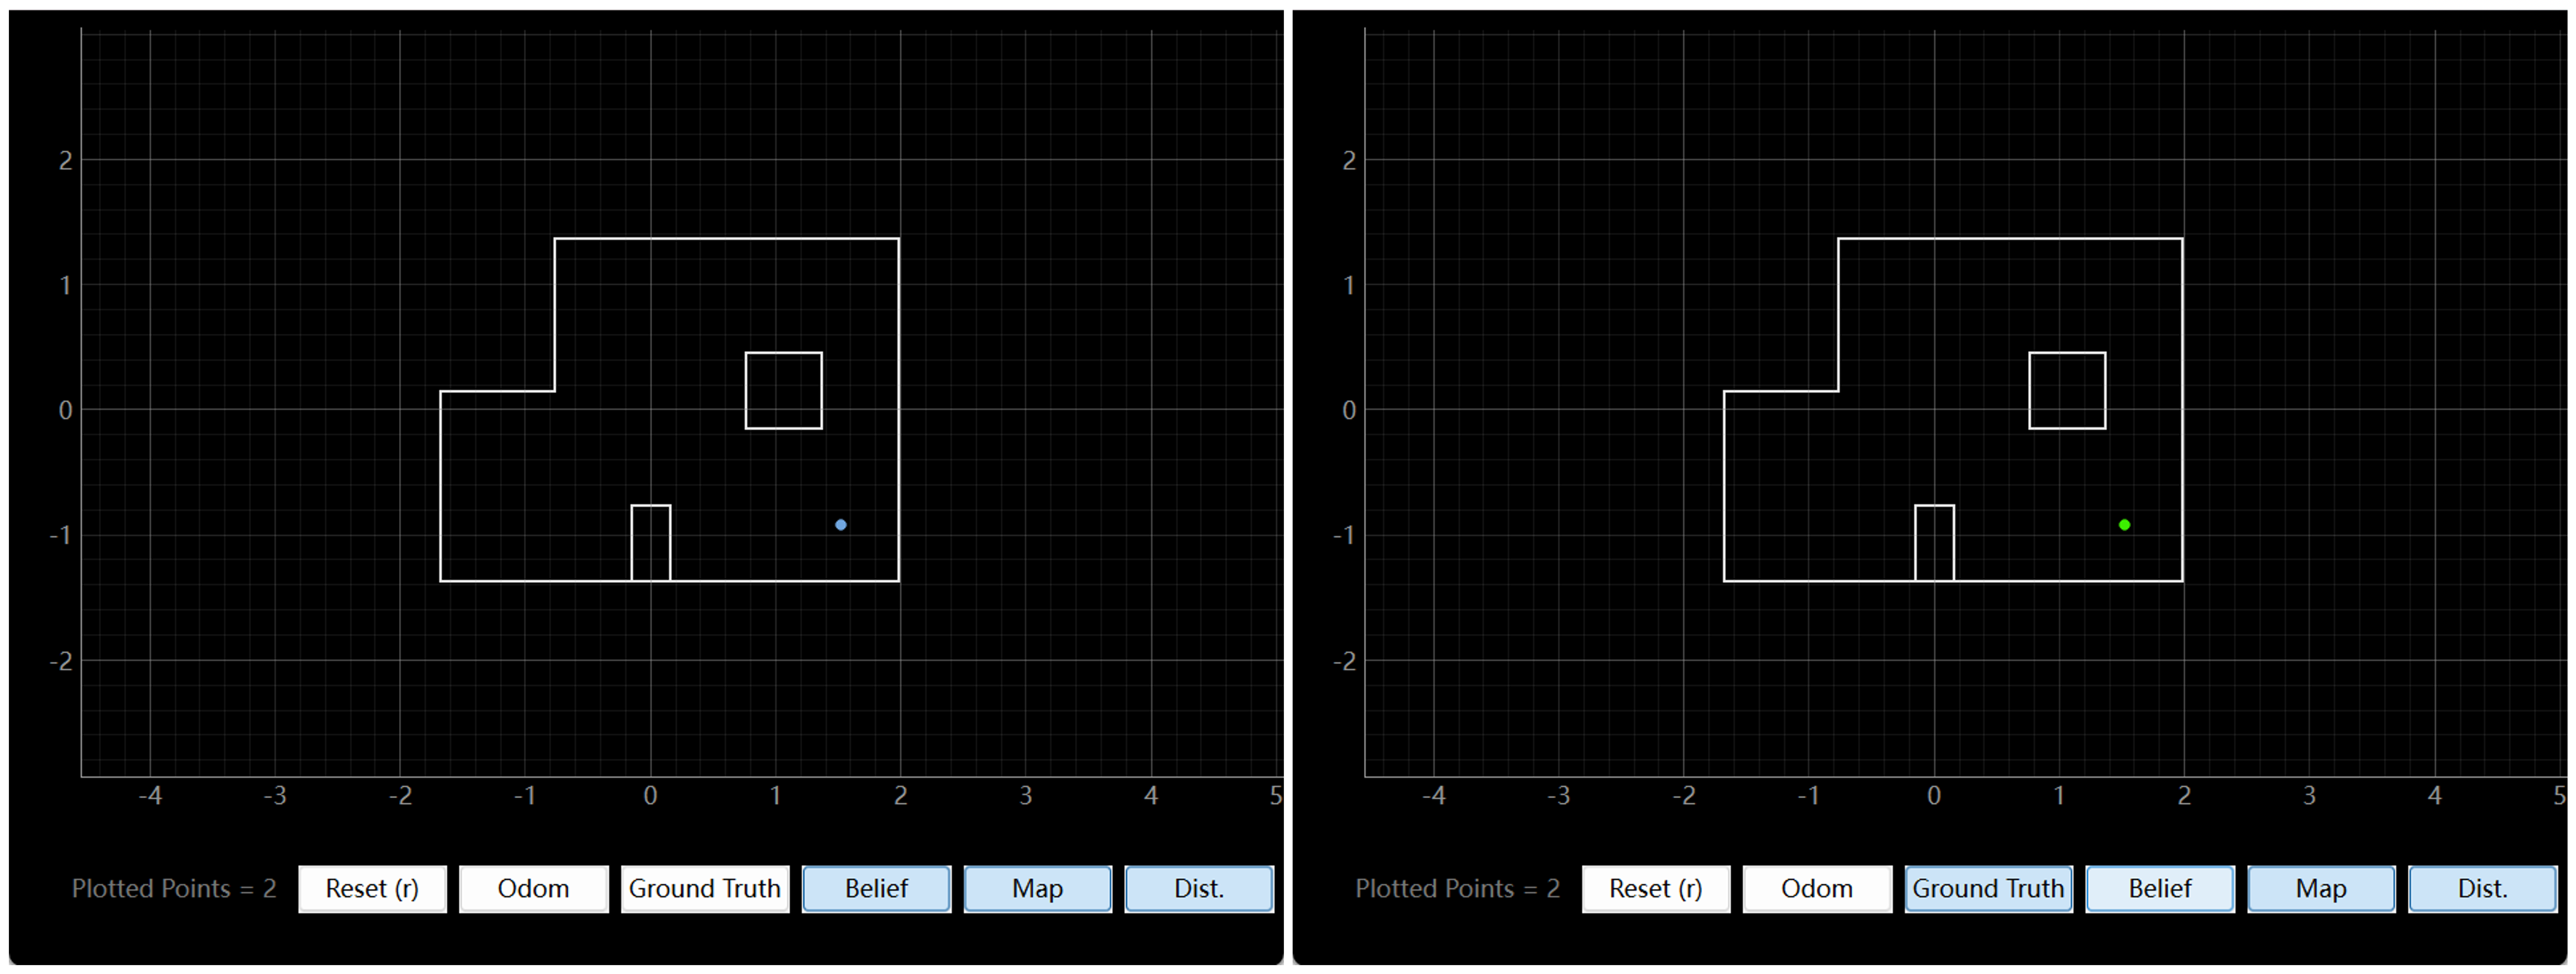 2
1
0
-1
-2
-4 -3 -2 -1 0 1 2 3 4 5
Plotted Points = 2 Reset (r) Odom Ground Truth Belief Map Dist.
2
1
0
-1
-2
-4 -3 -2 -1 0 1 2 3 4 5
Plotted Points = 2 Reset (r) Odom Ground Truth Belief Map Dist.